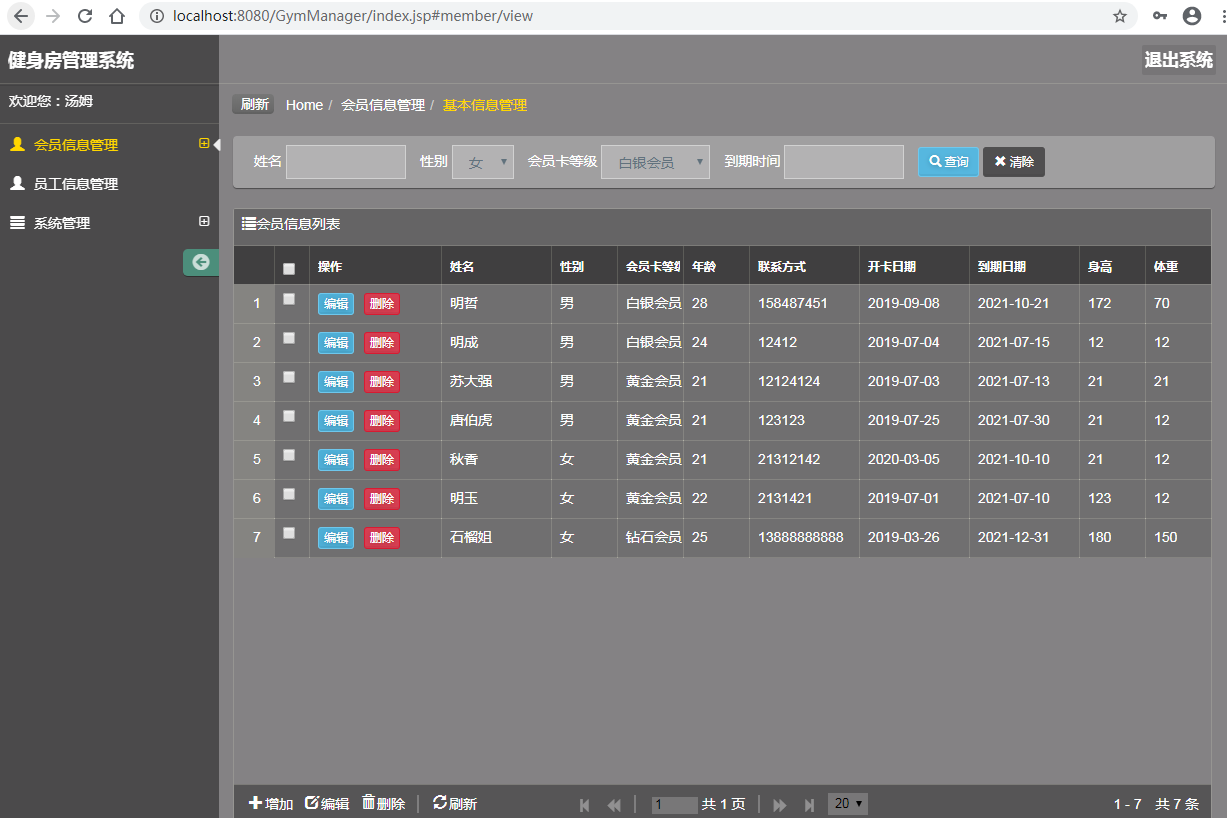 localhost:8080/GymManager/index.jsp#member/view
健身房管理系统 退出系统
欢迎您：汤姆
会员信息管理
员工信息管理
系统管理
刷新 Home / 会员信息管理 / 基本信息管理
姓名 性别 女 会员卡等级 白银会员 到期时间 查询 清除
会员信息列表
操作 姓名 性别 会员卡等级 年龄 联系方式 开卡日期 到期日期 身高 体重
1 编辑 删除 明哲 男 白银会员 28 158487451 2019-09-08 2021-10-21 172 70
2 编辑 删除 明成 男 白银会员 24 12412 2019-07-04 2021-07-15 12 12
3 编辑 删除 苏大强 男 黄金会员 21 12124124 2019-07-03 2021-07-13 21 21
4 编辑 删除 唐伯虎 男 黄金会员 21 123123 2019-07-25 2021-07-30 21 12
5 编辑 删除 秋香 女 黄金会员 21 21312142 2020-03-05 2021-10-10 21 12
6 编辑 删除 明玉 女 黄金会员 22 2131421 2019-07-01 2021-07-10 123 12
7 编辑 删除 石榴姐 女 钻石会员 25 13888888888 2019-03-26 2021-12-31 180 150
增加 编辑 删除 刷新 1 共 1 页 20 1 - 7 共 7 条